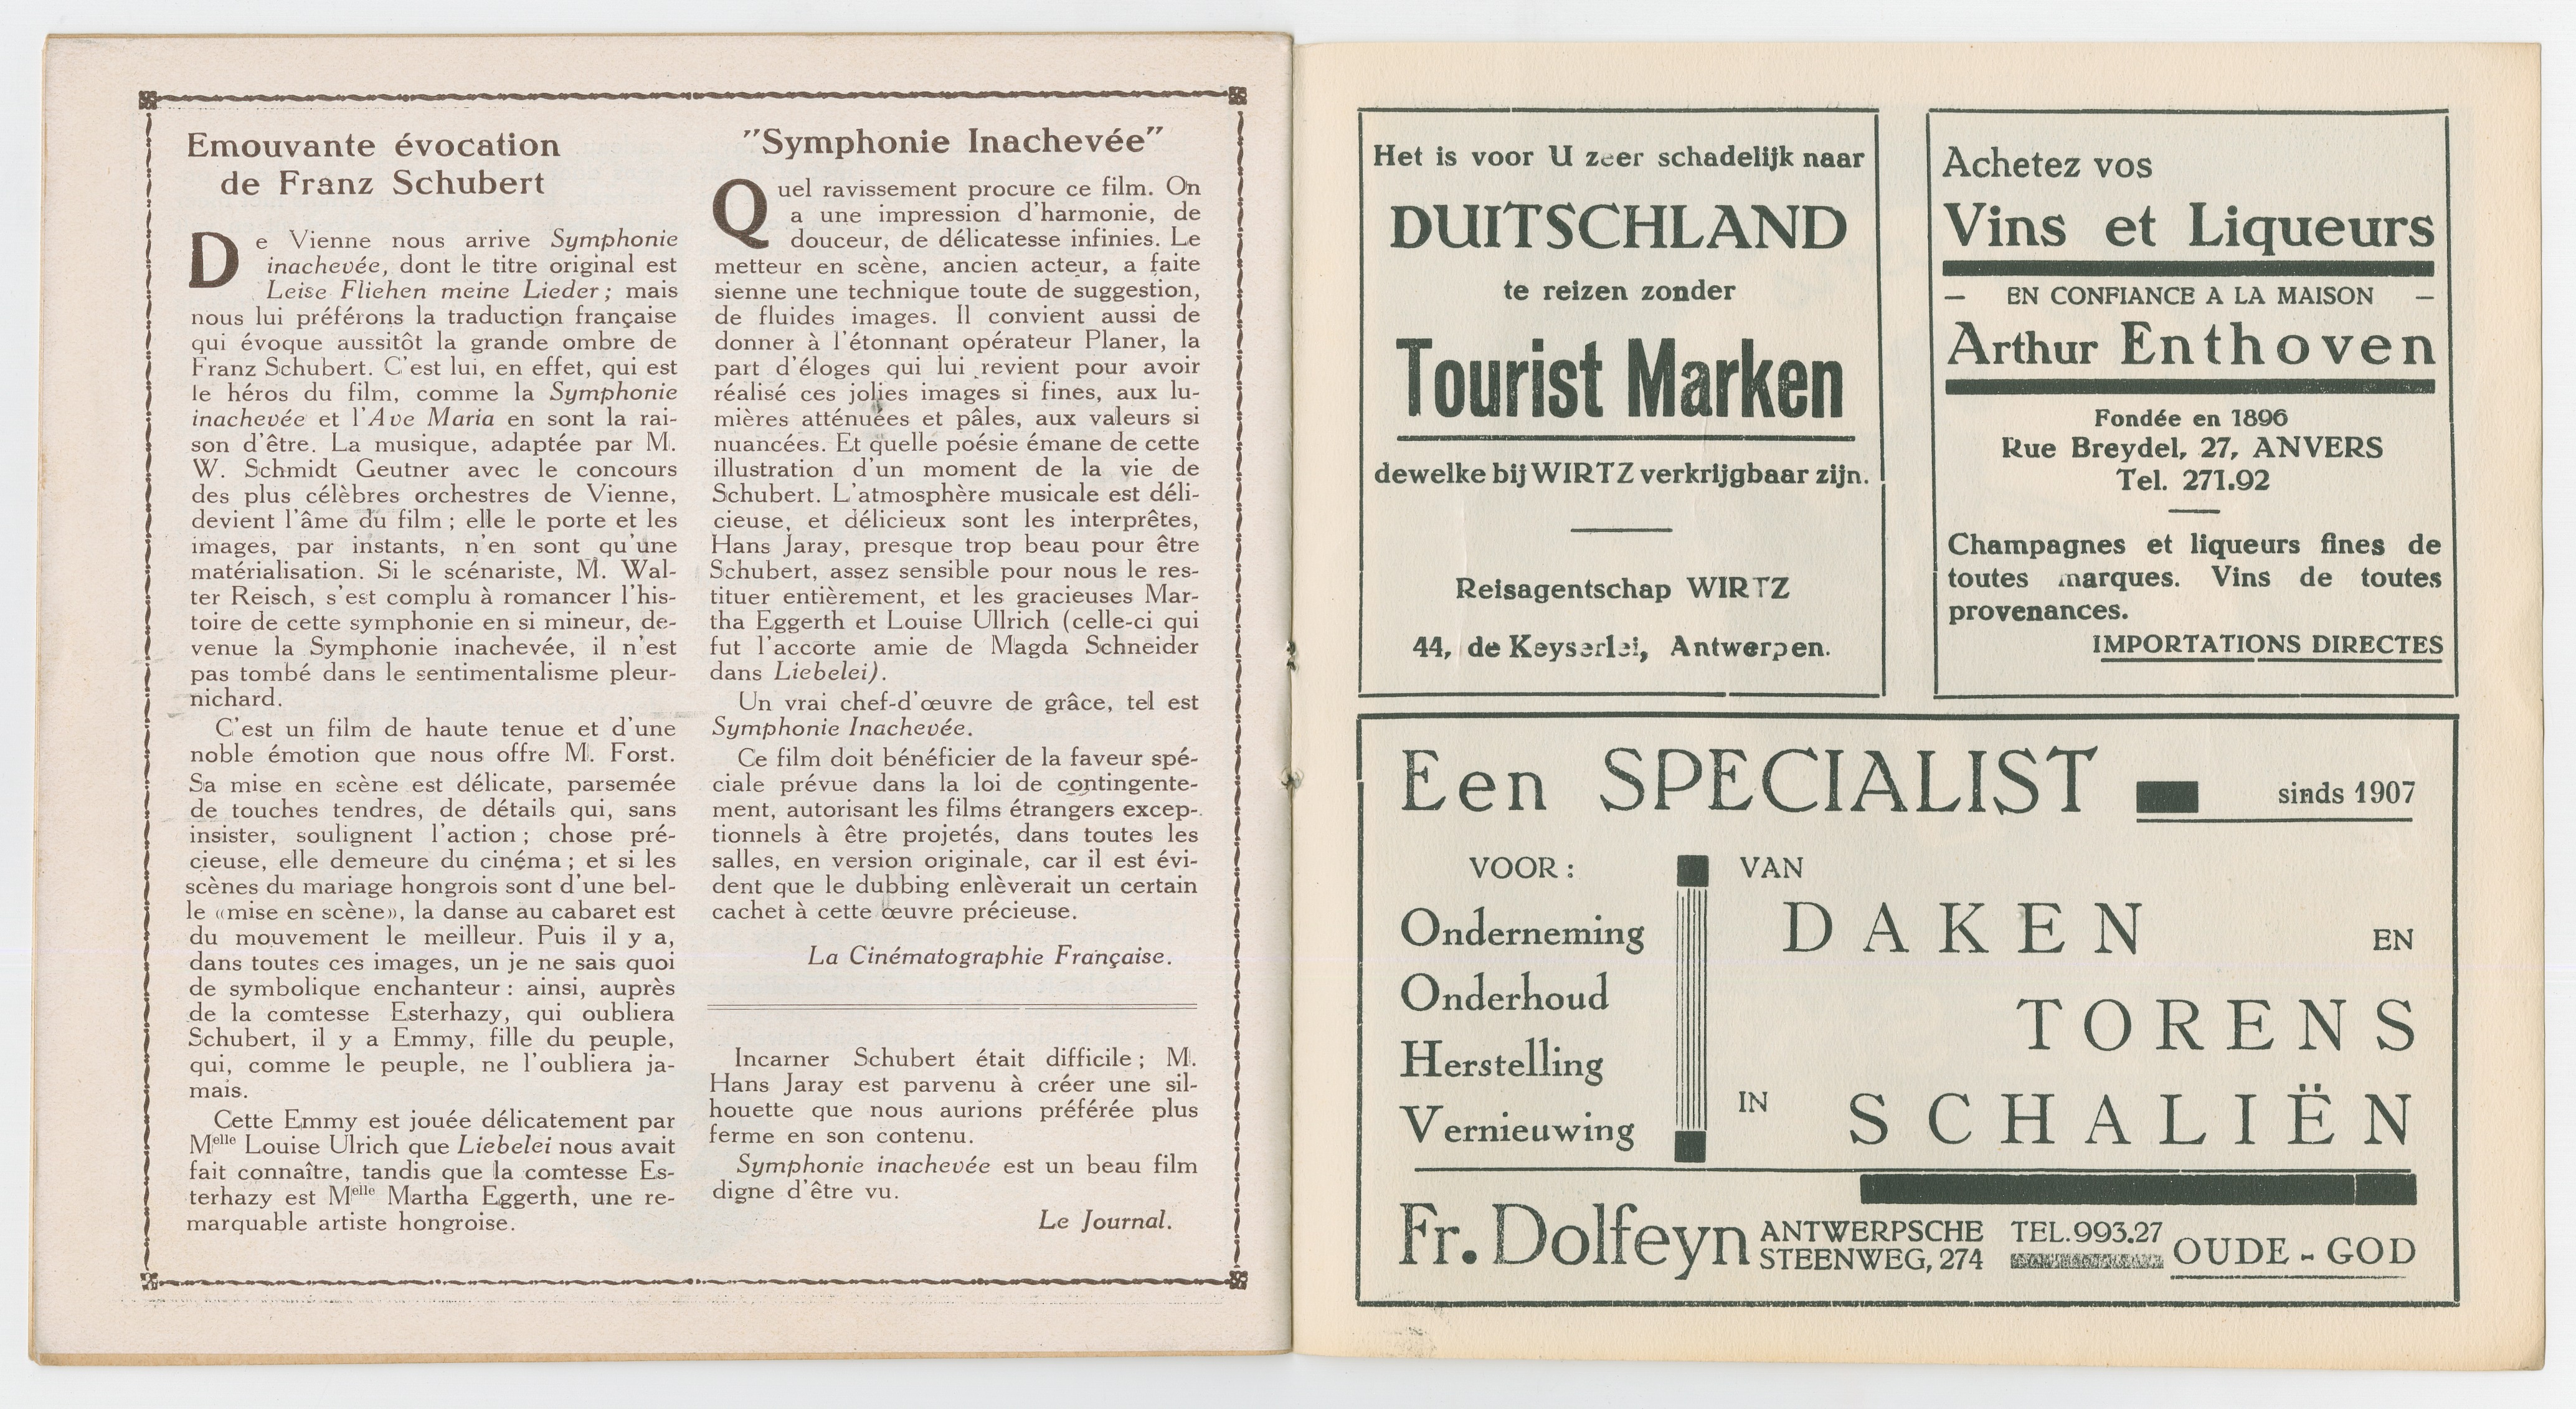 Emouvante évocation
de Franz Schubert
De Vienne nous arrive Symphonie
inachevée, dont le titre original est
Leise Fliehen meine Lieder ; mais
nous lui préférons la traduction française
qui évoque aussitôt la grande ombre de
Franz Schubert. C'est lui, en effet, qui est
le héros du film, comme la Symphonie
inachevée et l'Ave Maria en sont la rai-
son d'être. La musique, adaptée par M.
W. Schmidt Geutner avec le concours
des plus célèbres orchestres de Vienne,
devient l'âme du film ; elle le porte et les
images, par instants, n'en sont qu'une
matérialisation. Si le scénariste, M. Wal-
ter Reisch, s'est complu à romancer l'his-
toire de cette symphonie en si mineur, de-
venue la Symphonie inachevée, il n'est
pas tombé dans le sentimentalisme pleur-
nichard.
C'est un film de haute tenue et d'une
noble émotion que nous offre M. Forst.
Sa mise en scène est délicate, parsemée
de touches tendres, de détails qui, sans
insister, soulignent l'action ; chose pré-
cieuse, elle demeure du cinéma ; et si les
scènes du mariage hongrois sont d'une bel-
le «mise en scène», la danse au cabaret est
du mouvement le meilleur. Puis il y a,
dans toutes ces images, un je ne sais quoi
de symbolique enchanteur : ainsi, auprès
de la comtesse Esterhazy, qui oubliera
Schubert, il y a Emmy, fille du peuple,
qui, comme le peuple, ne l'oubliera ja-
mais.
Cette Emmy est jouée délicatement par
Melle Louise Ulrich que Liebelei nous avait
fait connaître, tandis que la comtesse Es-
terhazy est Melle Martha Eggerth, une re-
marquable artiste hongroise.
"Symphonie Inachevée"
Quel ravissement procure ce film. On
a une impression d'harmonie, de
douceur, de délicatesse infinies. Le
metteur en scène, ancien acteur, a faite
sienne une technique toute de suggestion,
de fluides images. Il convient aussi de
donner à l'étonnant opérateur Planer, la
part d'éloges qui lui revient pour avoir
réalisé ces jolies images si fines, aux lu-
mières atténuées et pâles, aux valeurs si
nuancées. Et quelle poésie émane de cette
illustration d'un moment de la vie de
Schubert. L'atmosphère musicale est déli-
cieuse, et délicieux sont les interprêtes,
Hans Jaray, presque trop beau pour être
Schubert, assez sensible pour nous le res-
tituer entièrement, et les gracieuses Mar-
tha Eggerth et Louise Ullrich (celle-ci qui
fut l'accorte amie de Magda Schneider
dans Liebelei).
Un vrai chef-d'œuvre de grâce, tel est
Symphonie Inachevée.
Ce film doit bénéficier de la faveur spé-
ciale prévue dans la loi de contingente-
ment, autorisant les films étrangers excep-
tionnels à être projetés, dans toutes les
salles, en version originale, car il est évi-
dent que le dubbing enlèverait un certain
cachet à cette œuvre précieuse.
La Cinématographie Française.
Incarner Schubert était difficile ; M.
Hans Jaray est parvenu à créer une sil-
houette que nous aurions préférée plus
ferme en son contenu.
Symphonie inachevée est un beau film
digne d'être vu.
Le Journal.
Het is voor U zeer schadelijk naar
DUITSCHLAND
te reizen zonder
Tourist Marken
dewelke bij WIRTZ verkrijgbaar zijn.
Reisagentschap WIRTZ
44, de Keyserlei, Antwerpen.
Achetez vos
Vins et Liqueurs
— EN CONFIANCE A LA MAISON —
Arthur Enthoven
Fondée en 1896
Rue Breydel, 27, ANVERS
Tel. 271.92
Champagnes et liqueurs fines de
toutes marques. Vins de toutes
provenances.
IMPORTATIONS DIRECTES
Een SPECIALIST sinds 1907
VOOR :
Onderneming
Onderhoud
Herstelling
Vernieuwing
VAN
DAKEN EN
TORENS
IN SCHALIËN
Fr. Dolfeyn ANTWERPSCHE
STEENWEG, 274
TEL. 993.27
OUDE - GOD